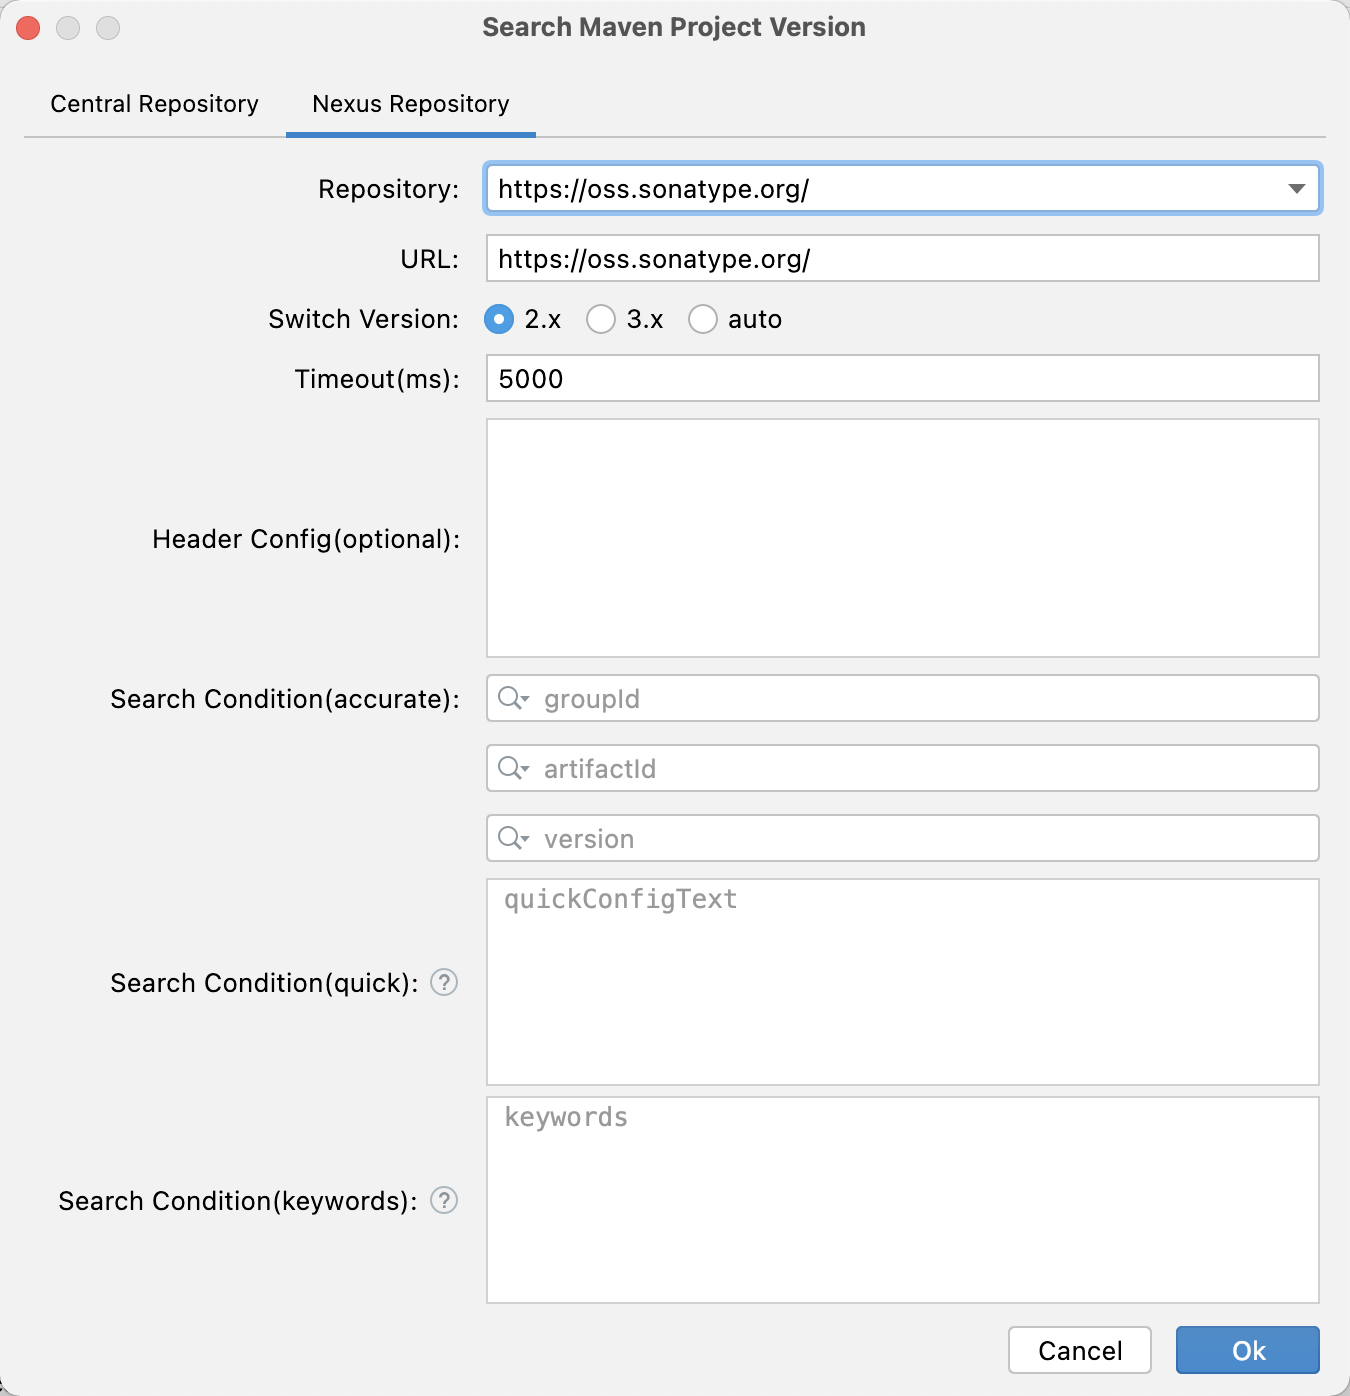 Search Maven Project Version
Central Repository Nexus Repository
Repository: https://oss.sonatype.org/
URL: https://oss.sonatype.org/
Switch Version: 2.x 3.x auto
Timeout(ms): 5000
Header Config(optional):
Search Condition(accurate): groupId
artifactId
version
quickConfigText
Search Condition(quick): ?
keywords
Search Condition(keywords): ?
Cancel Ok